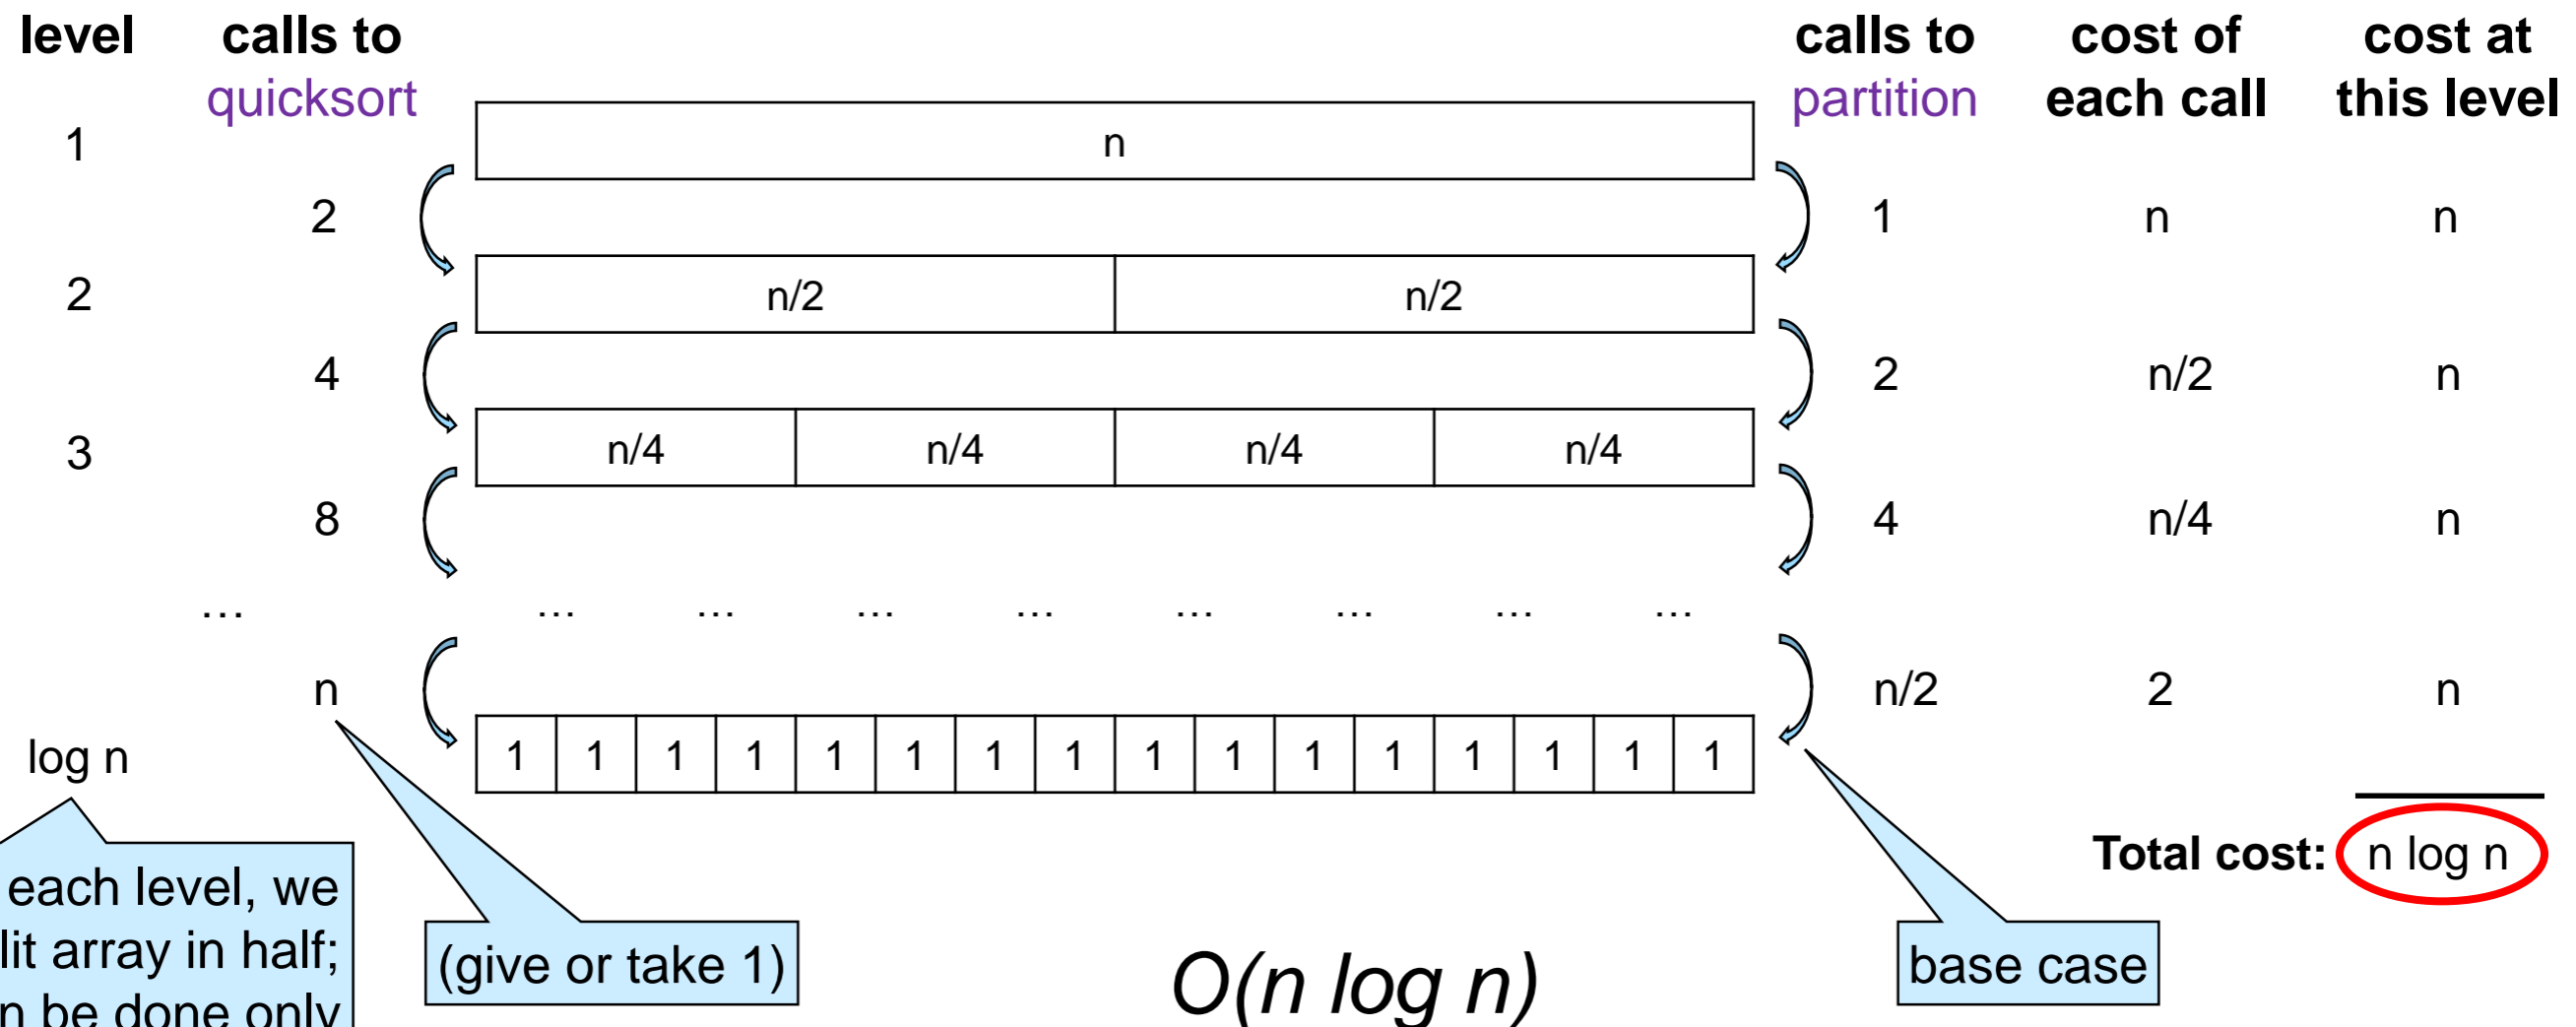 level calls to calls to cost of cost at
quicksort partition each call this level
1 n
2 1 n n
2 n/2 n/2
4 2 n/2 n
3 n/4 n/4 n/4 n/4
8 4 n/4 n
... ... ... ... ... ... ... ... ...
n n/2 2 n
log n 1 1 1 1 1 1 1 1 1 1 1 1 1 1 1 1
Total cost: n log n
each level, we
lit array in half;
n be done only
(give or take 1)
O(n log n)
base case